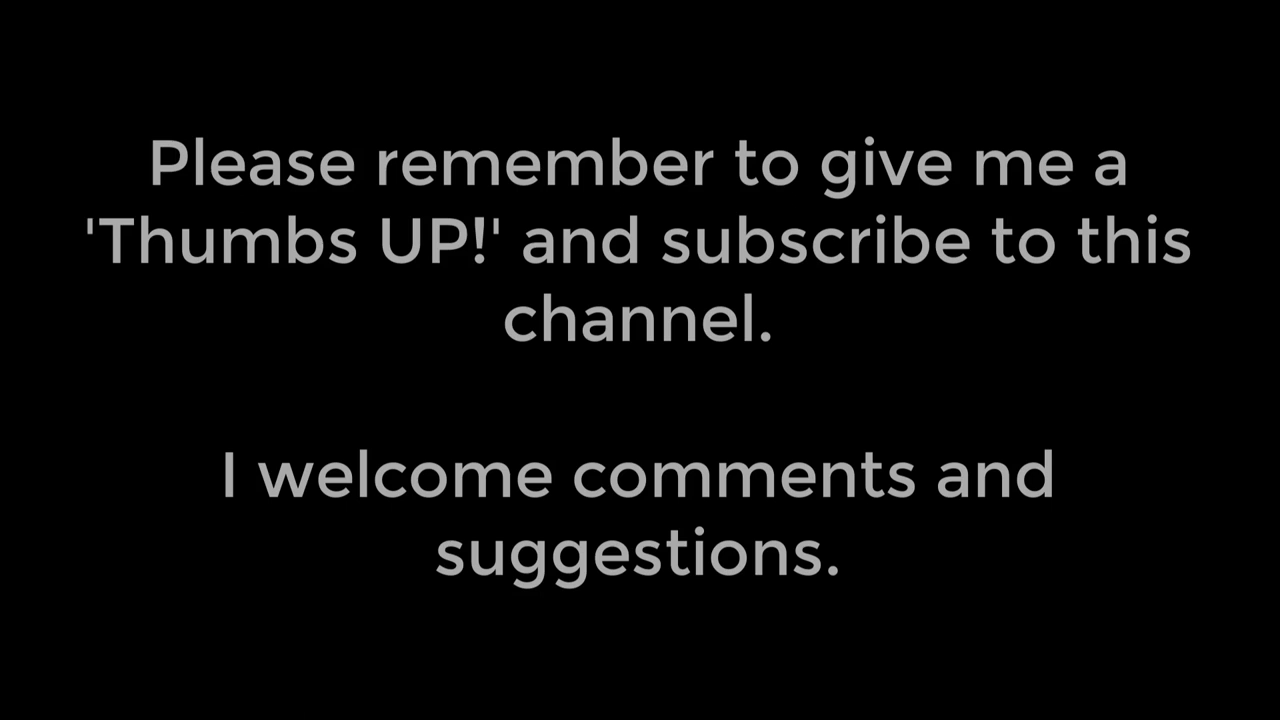 Please remember to give me a
'Thumbs UP!' and subscribe to this
channel.
I welcome comments and
suggestions.